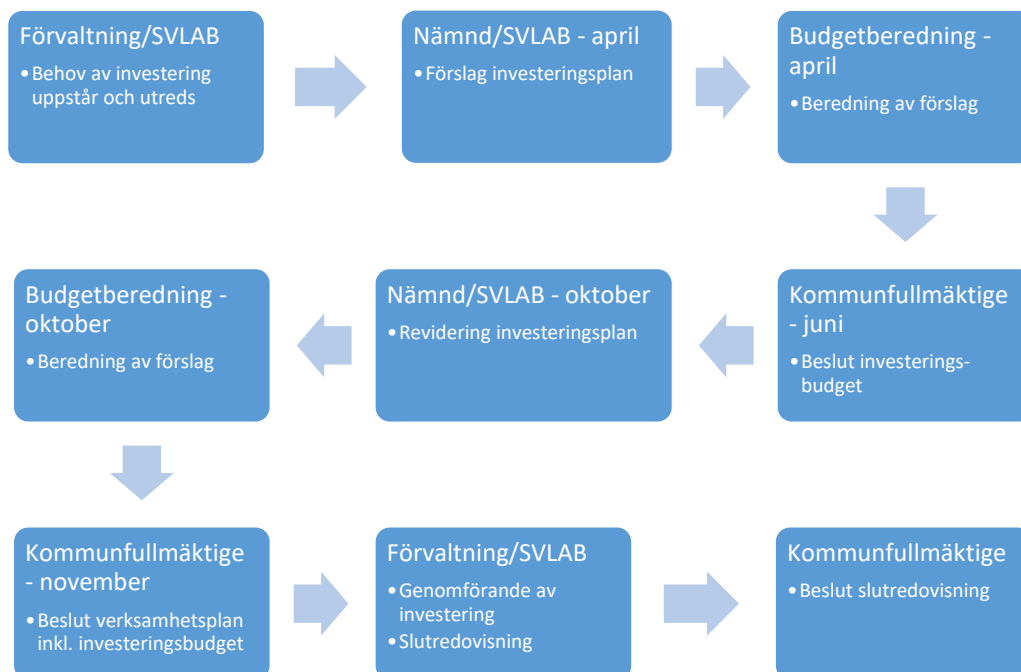 Förvaltning/SVLAB
• Behov av investering
uppstår och utreds
Nämnd/SVLAB - april
• Förslag investeringsplan
Budgetberedning -
april
• Beredning av förslag
Kommunfullmäktige
- juni
• Beslut investerings-
budget
Nämnd/SVLAB - oktober
• Revidering investeringsplan
Budgetberedning -
oktober
• Beredning av förslag
Kommunfullmäktige
- november
• Beslut verksamhetsplan
inkl. investeringsbudget
Förvaltning/SVLAB
• Genomförande av
investering
• Slutredovisning
Kommunfullmäktige
• Beslut slutredovisning